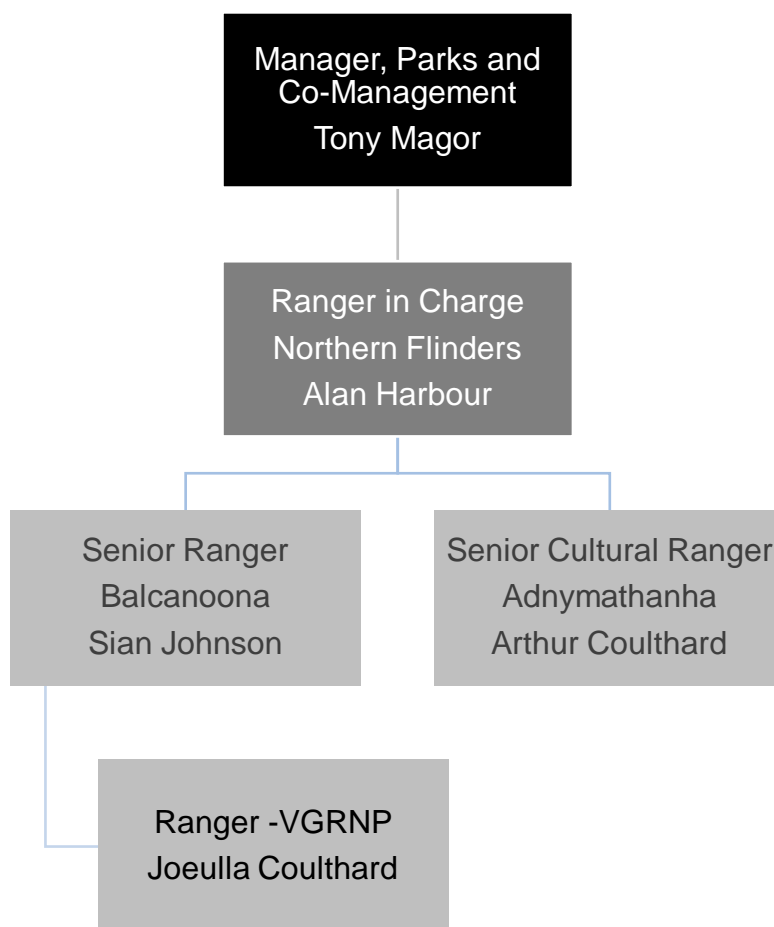 Manager, Parks and
Co-Management
Tony Magor
Ranger in Charge
Northern Flinders
Alan Harbour
Senior Ranger
Balcanoona
Sian Johnson
Senior Cultural Ranger
Adnymathanha
Arthur Coulthard
Ranger -VGRNP
Joeulla Coulthard